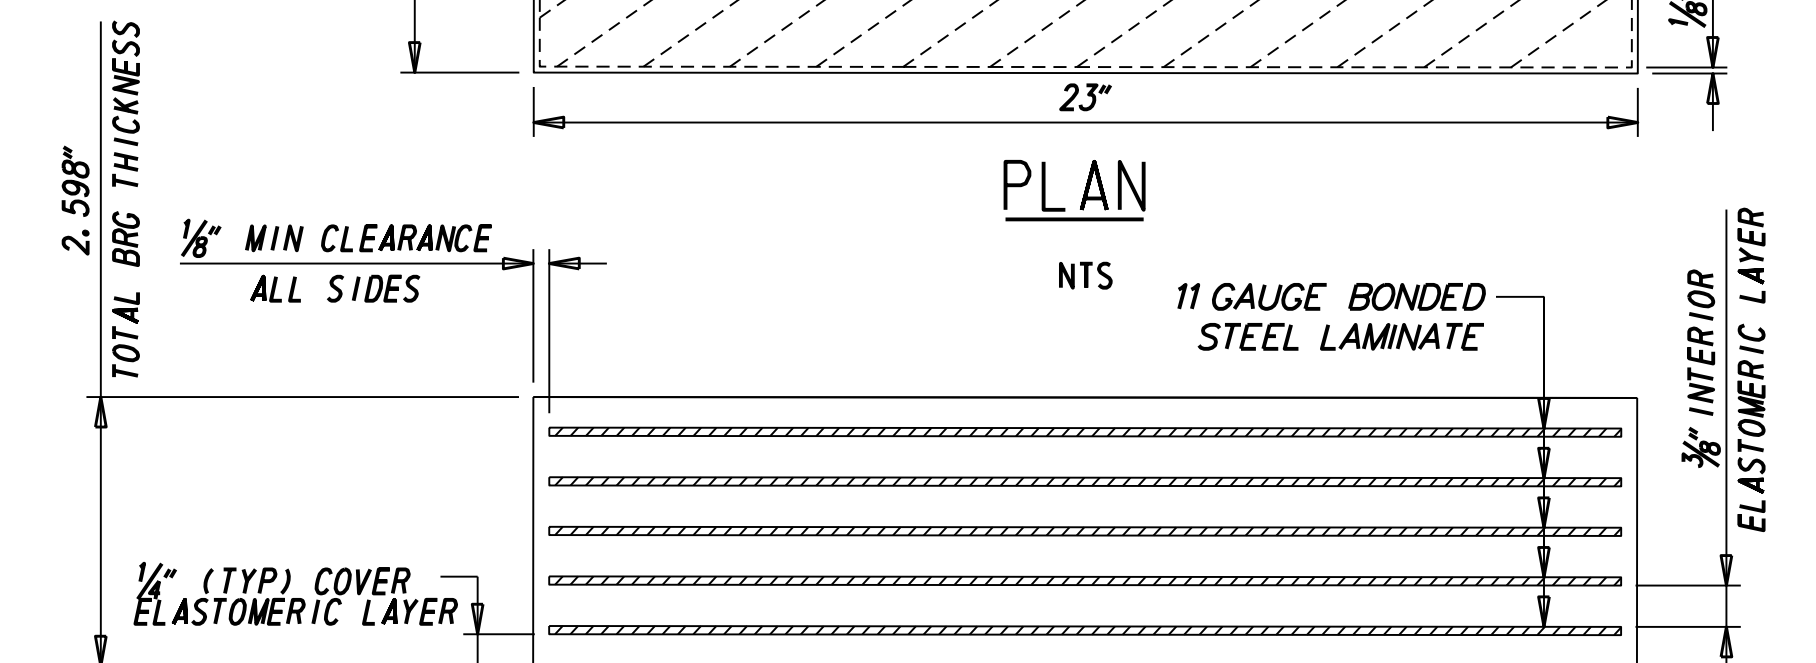 1/8"
23"
PLAN
NTS
2.598"
TOTAL BRG THICKNESS
1/8" MIN CLEARANCE
ALL SIDES
11 GAUGE BONDED
STEEL LAMINATE
3/8" INTERIOR
ELASTOMERIC LAYER
1/4" (TYP) COVER
ELASTOMERIC LAYER